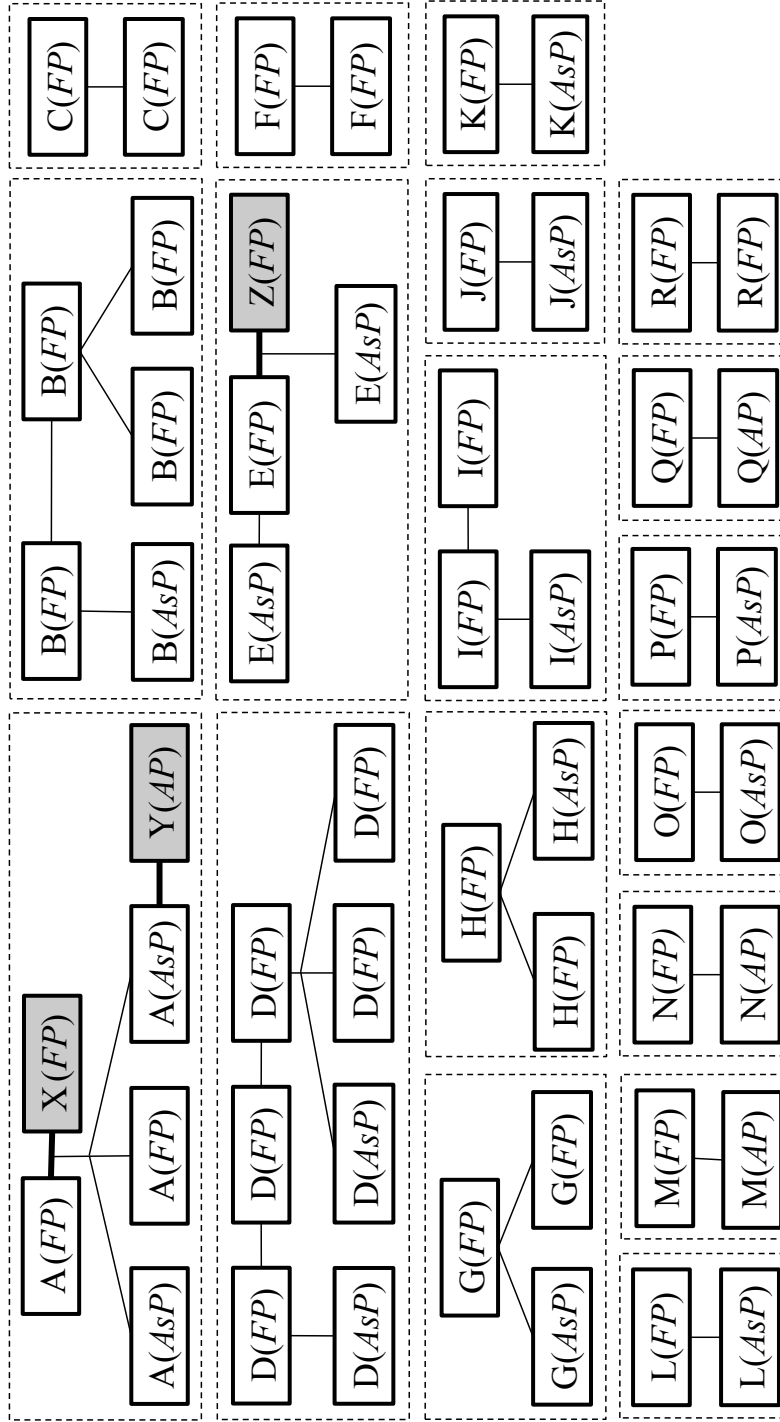 A(FP)
X(FP)
A(AsP)
A(FP)
A(AsP)
Y(AP)
B(FP)
B(FP)
B(AsP)
B(FP)
B(FP)
C(FP)
C(FP)
D(FP)
D(FP)
D(FP)
D(AsP)
D(AsP)
D(FP)
D(FP)
E(AsP)
E(FP)
Z(FP)
E(AsP)
F(FP)
F(FP)
G(FP)
G(AsP)
G(FP)
H(FP)
H(FP)
H(AsP)
I(FP)
I(FP)
I(AsP)
J(FP)
J(AsP)
K(FP)
K(AsP)
L(FP)
L(AsP)
M(FP)
M(AP)
N(FP)
N(AP)
O(FP)
O(AsP)
P(FP)
P(AsP)
Q(FP)
Q(AP)
R(FP)
R(FP)